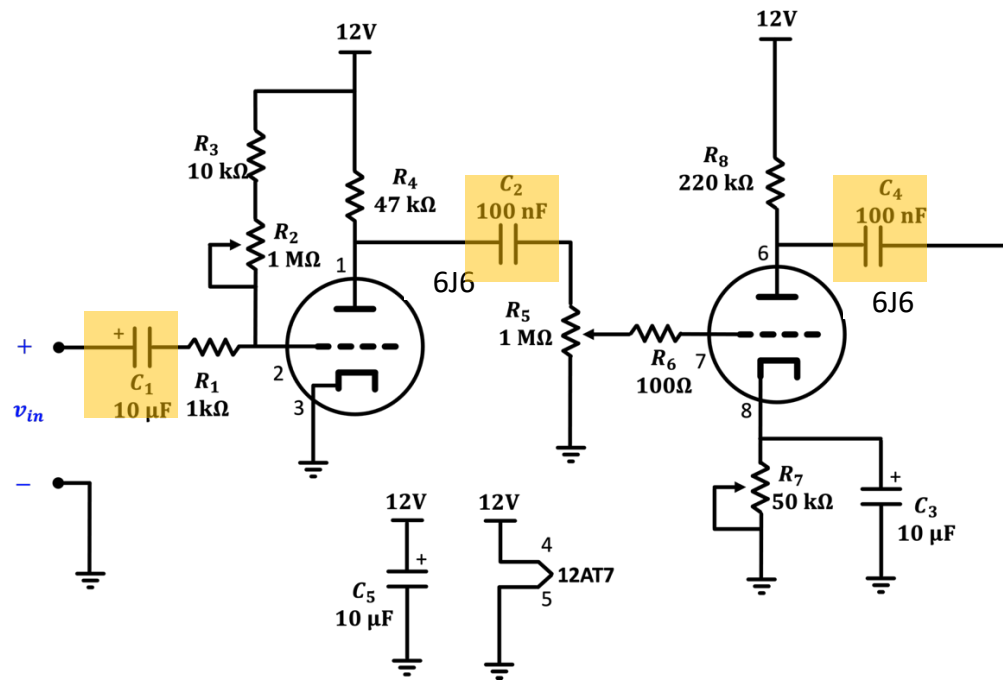 12V
12V
R₃
10 kΩ
R₄
47 kΩ
C₂
100 nF
R₈
220 kΩ
C₄
100 nF
R₂
1 MΩ
1
6J6
6
6J6
R₅
1 MΩ
+
+
C₁
10 μF
R₁
1kΩ
2
3
R₆
100Ω
7
8
v_in
−
R₇
50 kΩ
+
C₃
10 μF
12V
12V
+
C₅
10 μF
4
12AT7
5